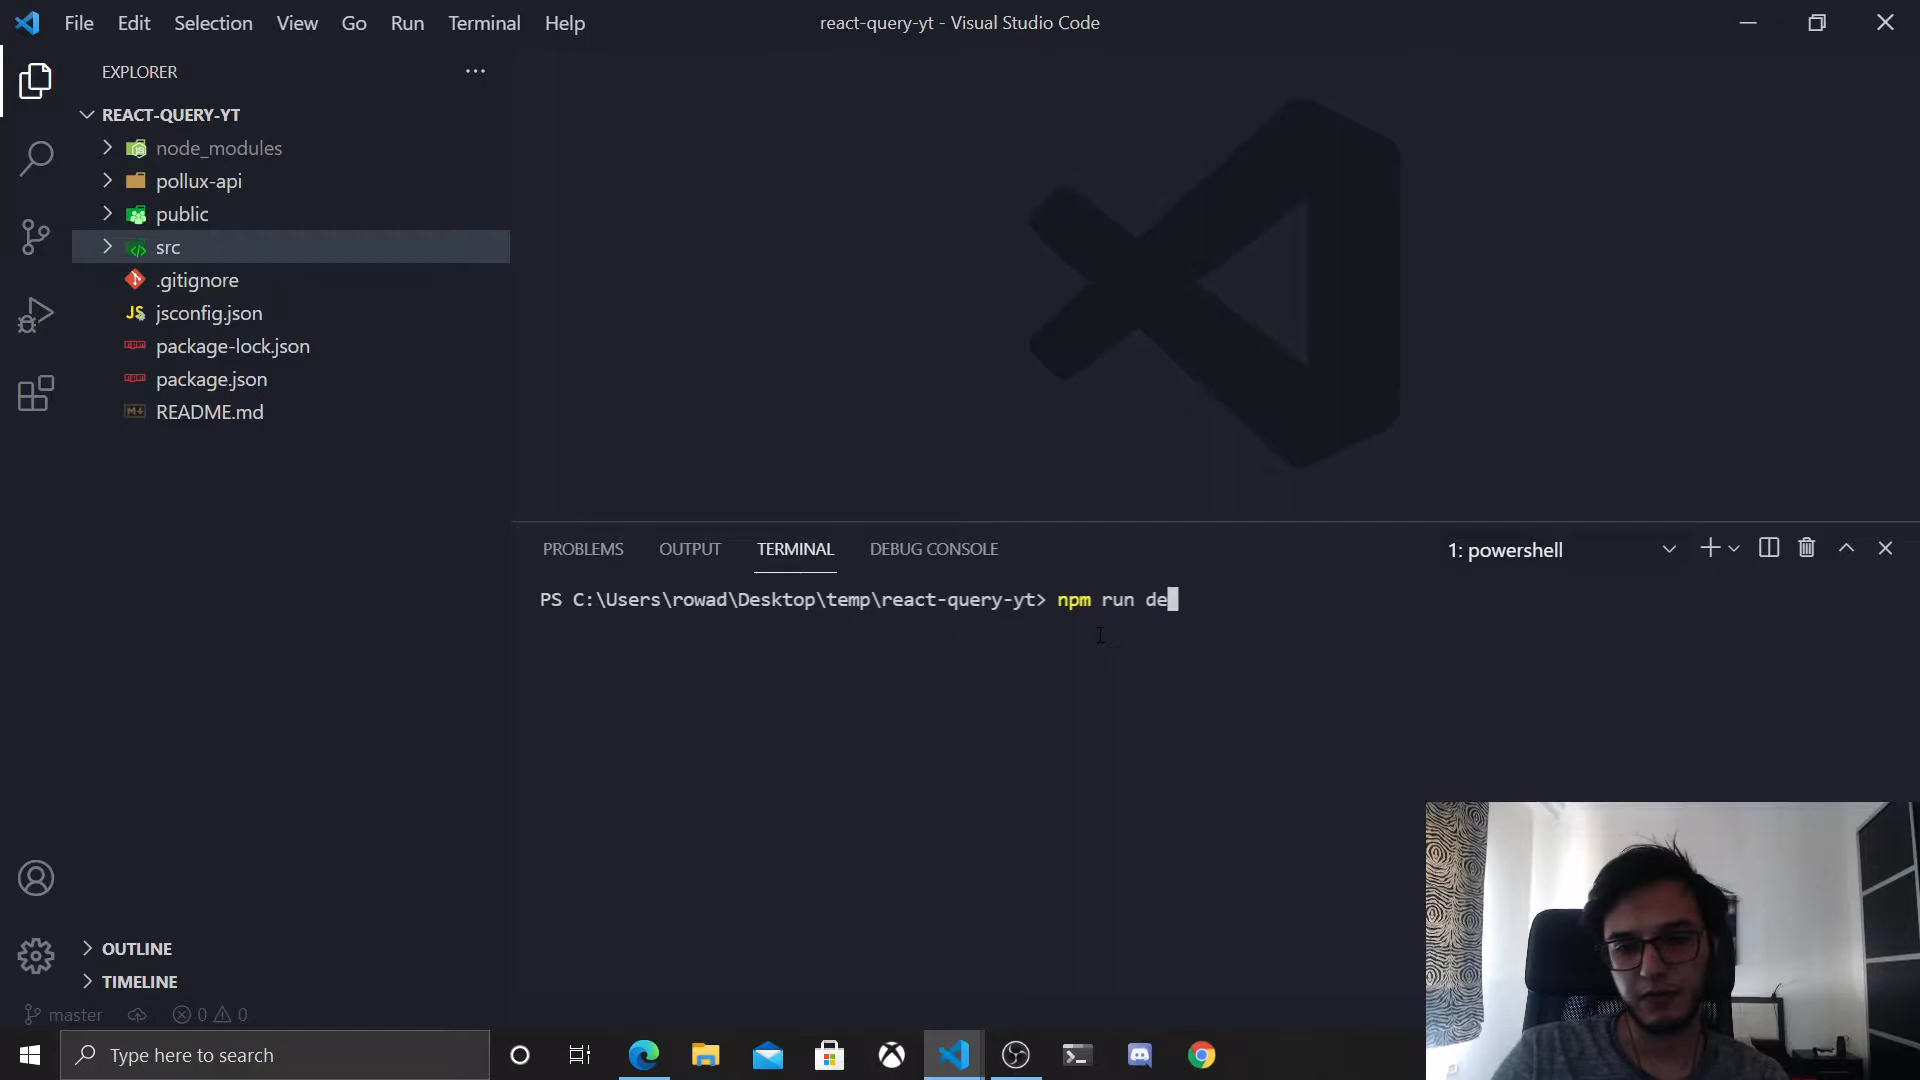 File Edit Selection View Go Run Terminal Help
react-query-yt - Visual Studio Code
EXPLORER
REACT-QUERY-YT
node_modules
pollux-api
public
src
.gitignore
JS jsconfig.json
package-lock.json
package.json
M↓ README.md
PROBLEMS OUTPUT TERMINAL DEBUG CONSOLE
1: powershell
PS C:\Users\rowad\Desktop\temp\react-query-yt> npm run de
OUTLINE
TIMELINE
master 0 0
Type here to search